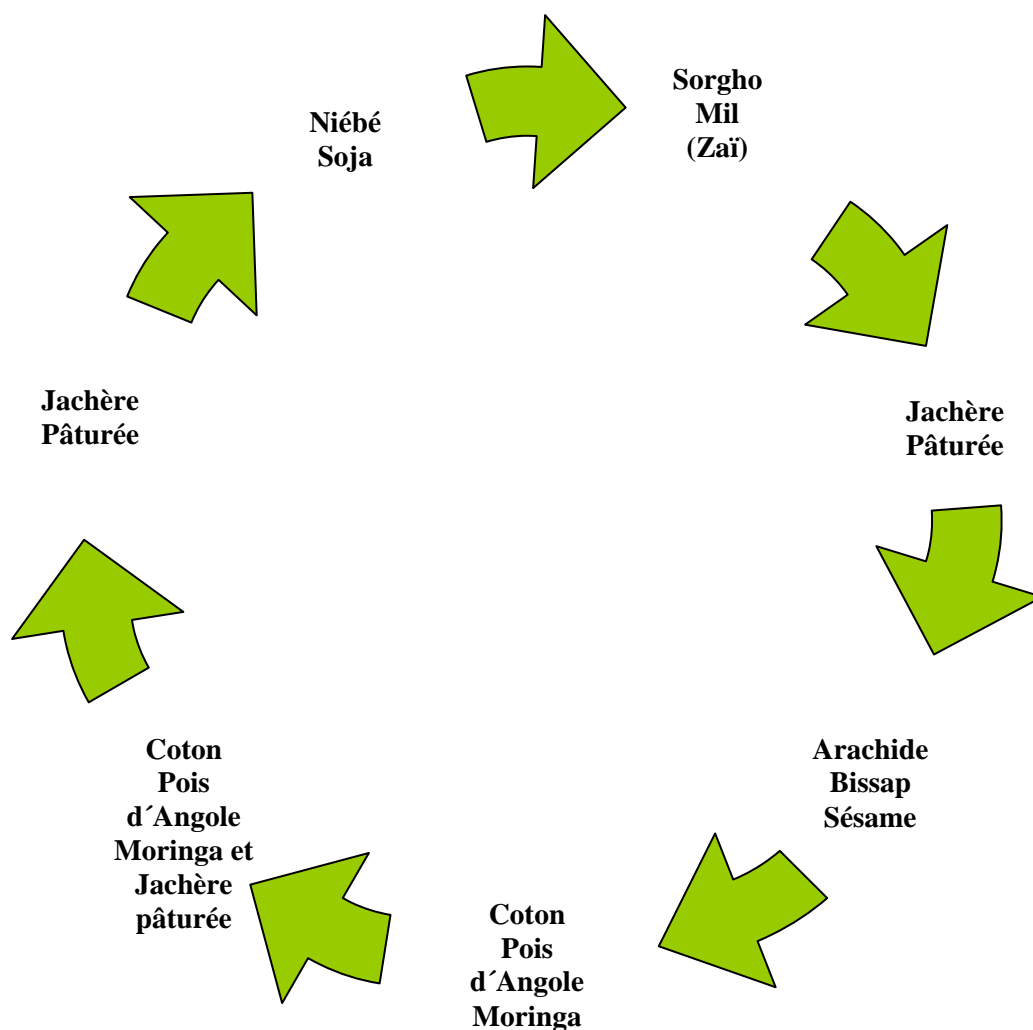 Niébé
Soja
Sorgho
Mil
(Zaï)
Jachère
Pâturée
Arachide
Bissap
Sésame
Coton
Pois
d´Angole
Moringa
Coton
Pois
d´Angole
Moringa et
Jachère
pâturée
Jachère
Pâturée